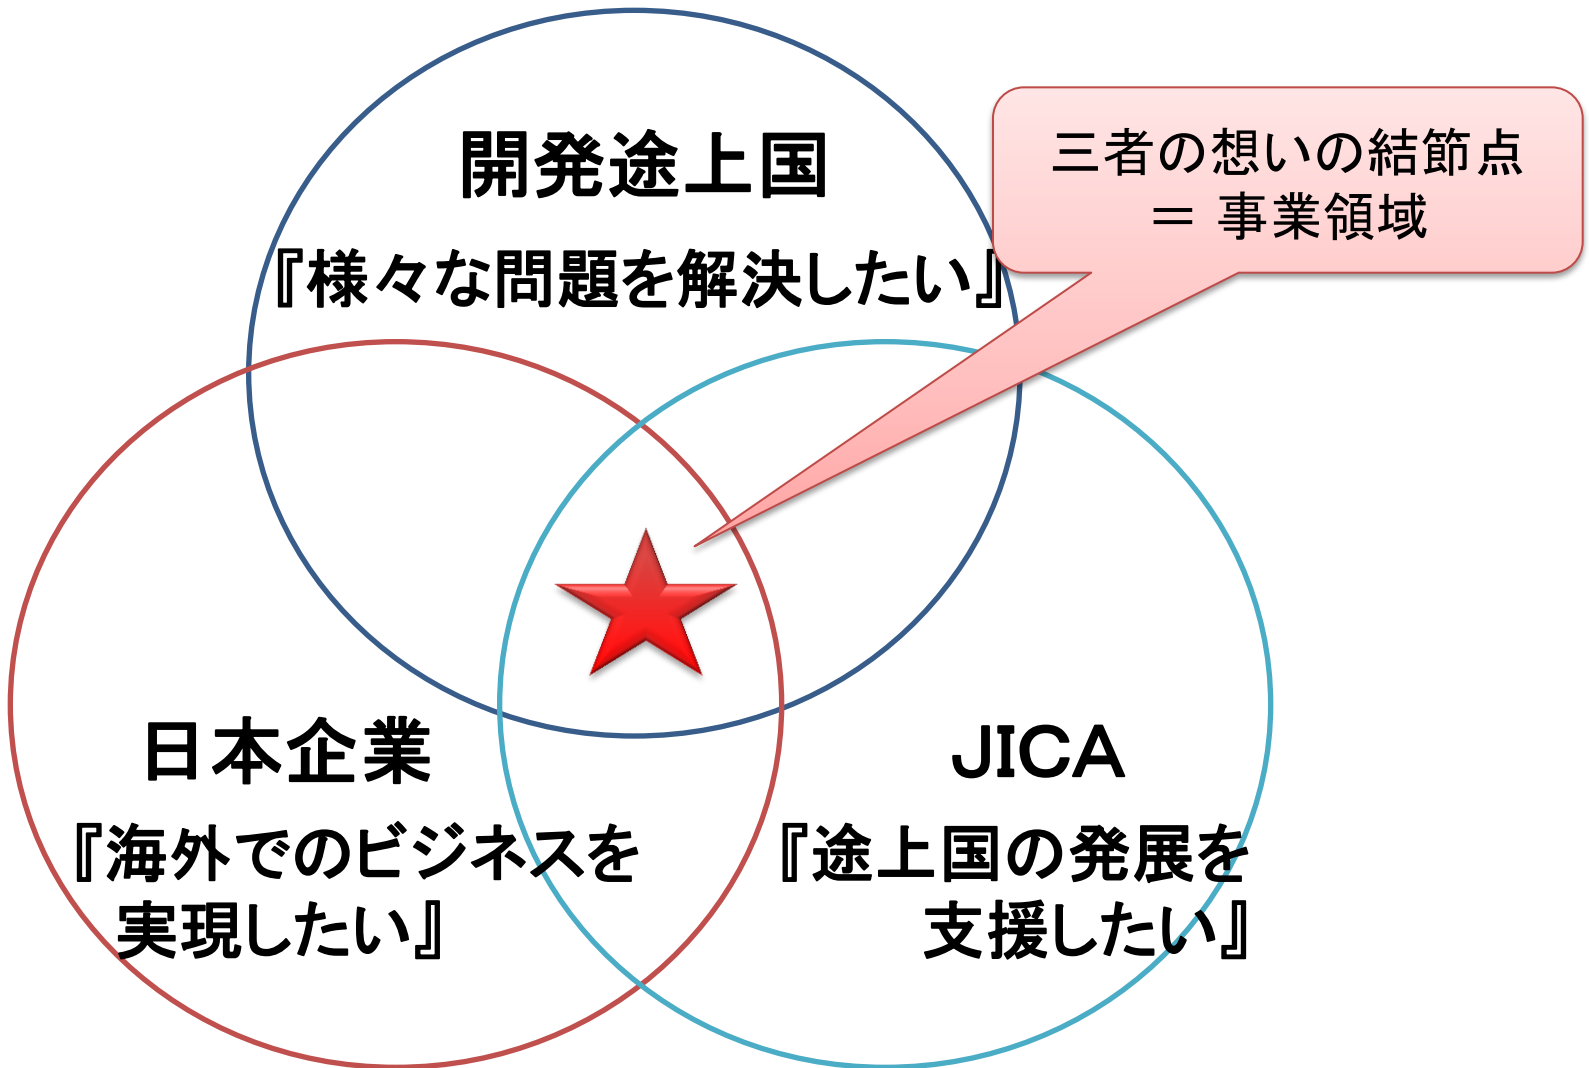 開発途上国
『様々な問題を解決したい』
三者の想いの結節点
＝ 事業領域
日本企業
『海外でのビジネスを
実現したい』
JICA
『途上国の発展を
支援したい』